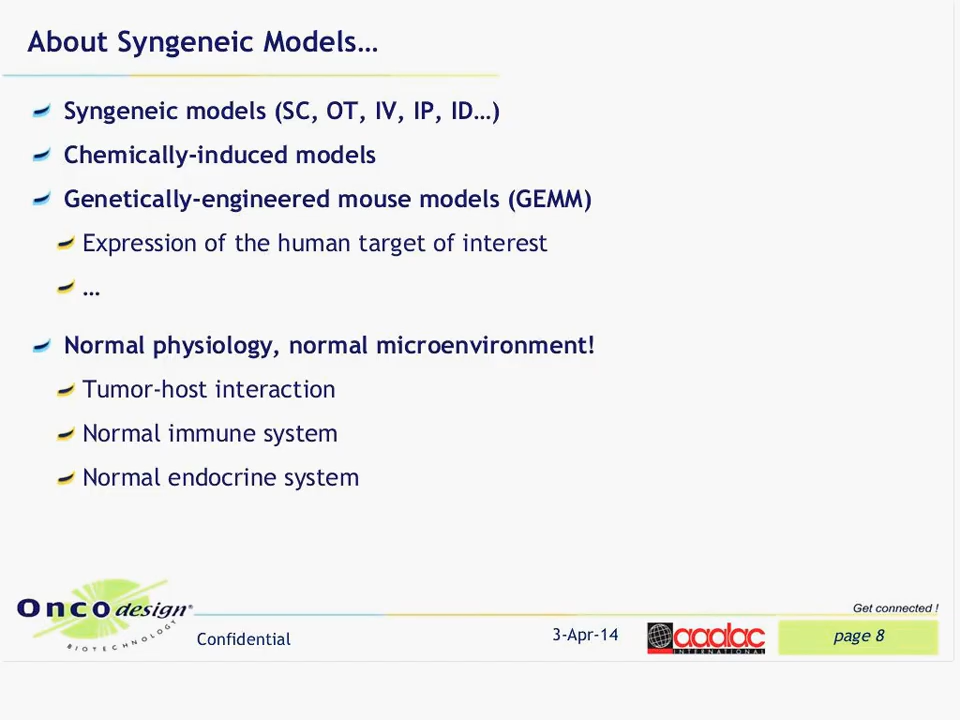 About Syngeneic Models…
Syngeneic models (SC, OT, IV, IP, ID…)
Chemically-induced models
Genetically-engineered mouse models (GEMM)
Expression of the human target of interest
…
Normal physiology, normal microenvironment!
Tumor-host interaction
Normal immune system
Normal endocrine system
Oncodesign®
BIOTECHNOLOGY
Get connected !
Confidential
3-Apr-14
aaalac
INTERNATIONAL
page 8